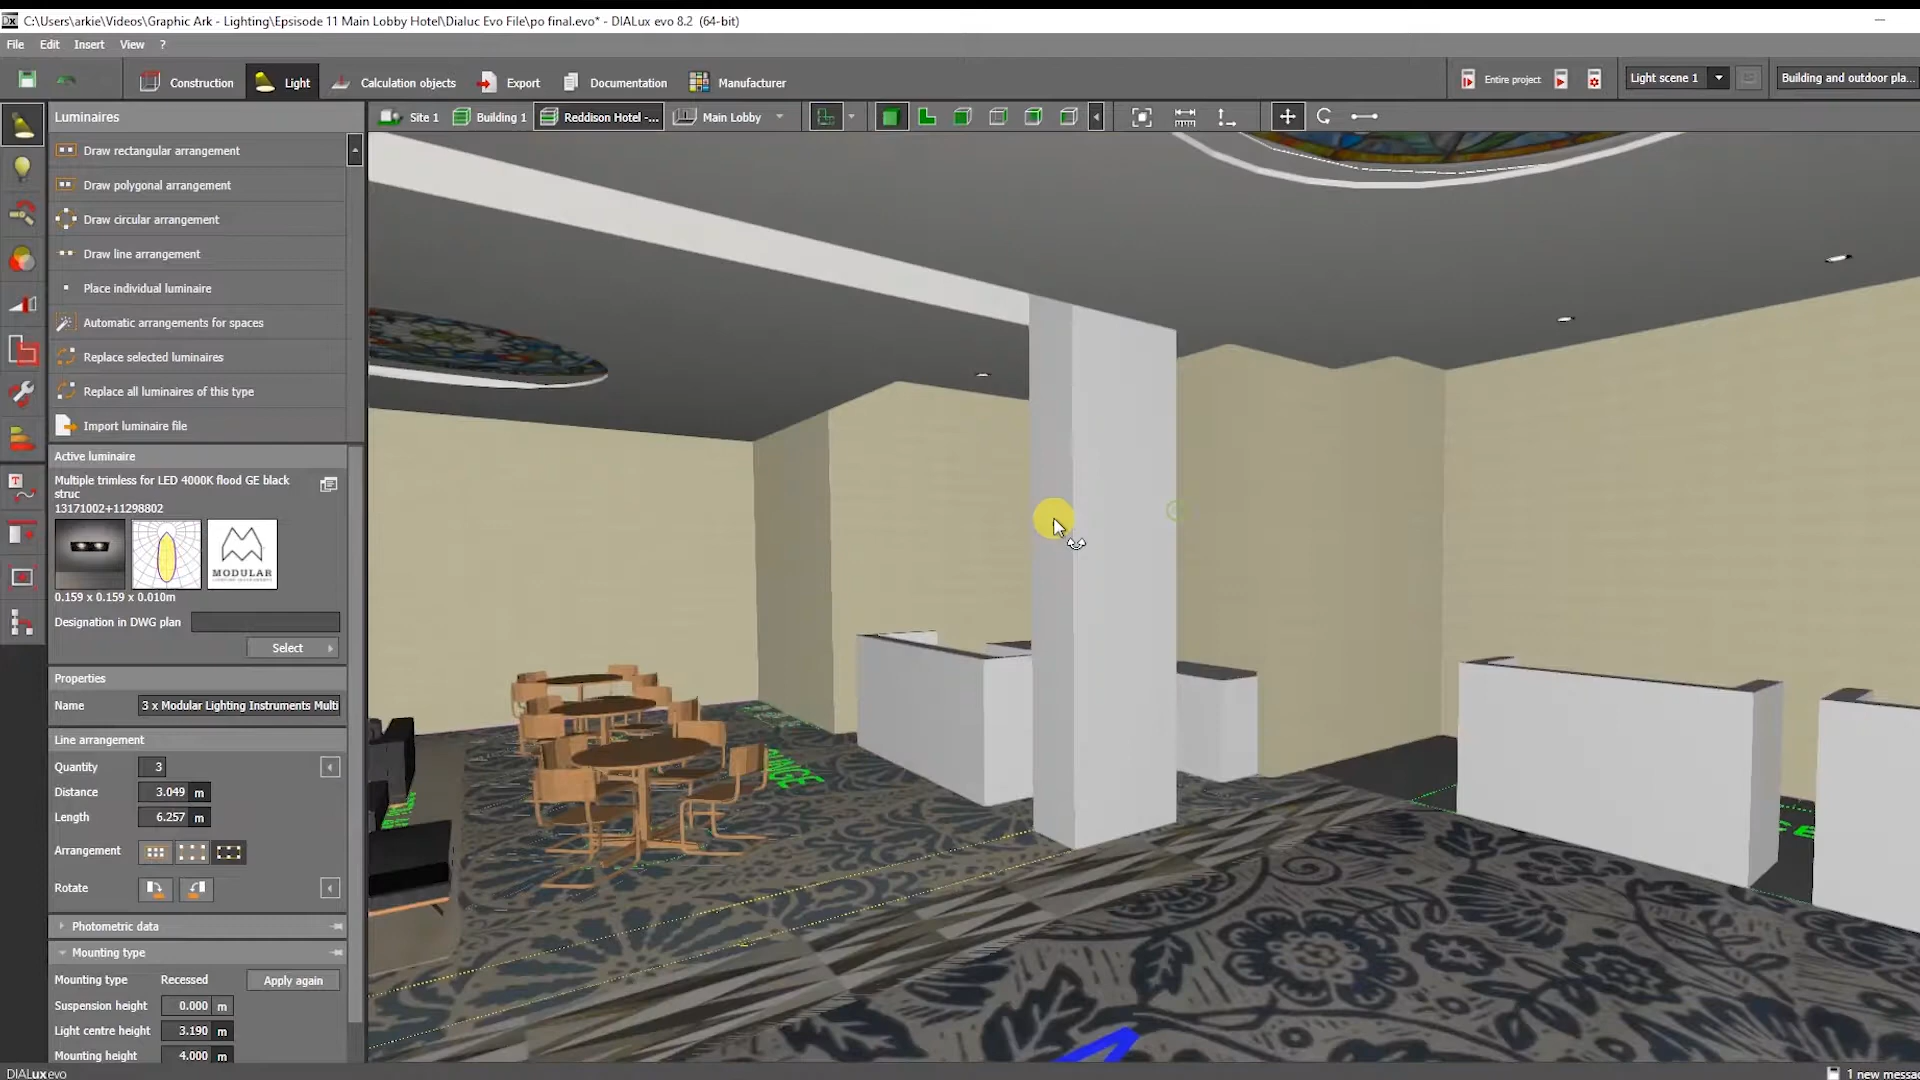 C:\Users\arkie\Videos\Graphic Ark - Lighting\Epsisode 11 Main Lobby Hotel\Dialuc Evo File\po final.evo* - DIALux evo 8.2 (64-bit)
File Edit Insert View ?
Construction Light Calculation objects Export Documentation Manufacturer Entire project Light scene 1 Building and outdoor pla...
Luminaires Site 1 Building 1 Reddison Hotel -... Main Lobby
Draw rectangular arrangement
Draw polygonal arrangement
Draw circular arrangement
Draw line arrangement
Place individual luminaire
Automatic arrangements for spaces
Replace selected luminaires
Replace all luminaires of this type
Import luminaire file
Active luminaire
Multiple trimless for LED 4000K flood GE black
struc
13171002+11298802
MODULAR
0.159 x 0.159 x 0.010m
Designation in DWG plan
Select
Properties
Name 3 x Modular Lighting Instruments Multi
Line arrangement
Quantity 3
Distance 3.049 m
Length 6.257 m
Arrangement
Rotate
Photometric data
Mounting type
Mounting type Recessed Apply again
Suspension height 0.000 m
Light centre height 3.190 m
Mounting height 4.000 m
DIALux evo 1 new messag